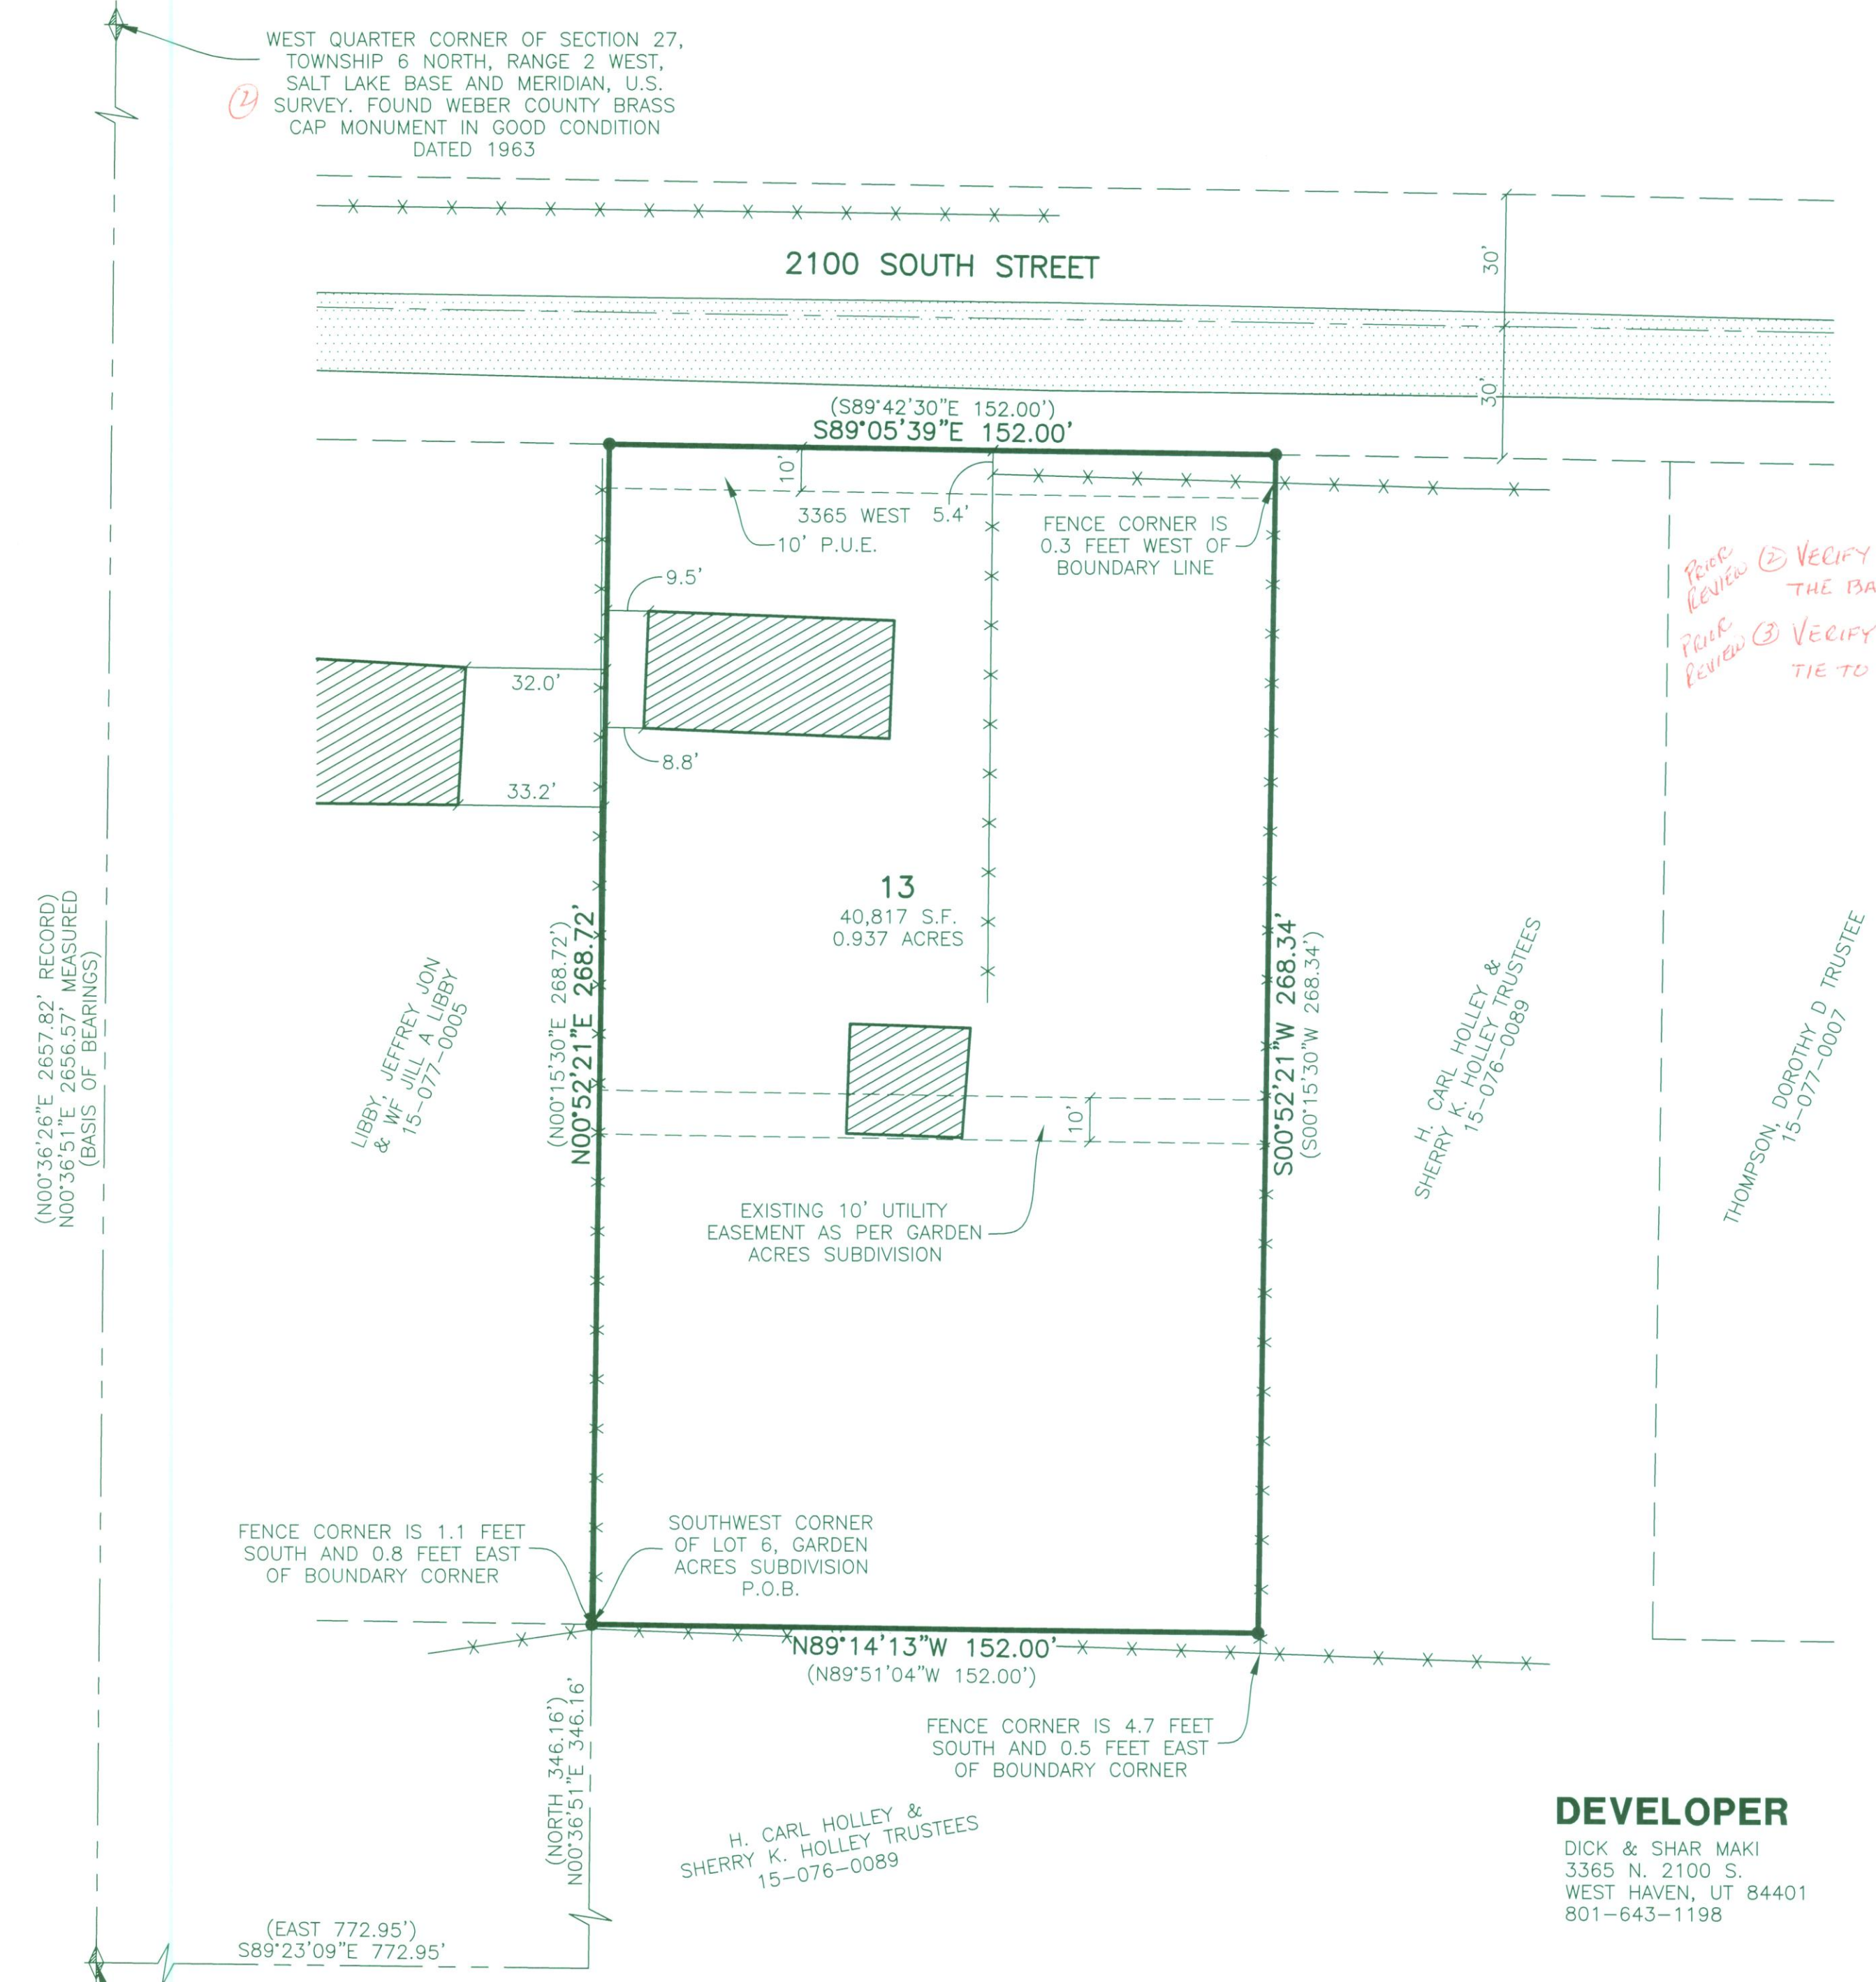 WEST QUARTER CORNER OF SECTION 27,
TOWNSHIP 6 NORTH, RANGE 2 WEST,
SALT LAKE BASE AND MERIDIAN, U.S.
SURVEY. FOUND WEBER COUNTY BRASS
CAP MONUMENT IN GOOD CONDITION
DATED 1963
2
2100 SOUTH STREET
30'
30'
(S89°42'30"E 152.00')
S89°05'39"E 152.00'
10'
3365 WEST 5.4'
10' P.U.E.
FENCE CORNER IS
0.3 FEET WEST OF
BOUNDARY LINE
PRIOR
REVIEW
2 VERIFY
THE BA
PRIOR
REVIEW
3 VERIFY
TIE TO
9.5'
32.0'
8.8'
33.2'
13
40,817 S.F.
0.937 ACRES
(N00°36'26"E 2657.82' RECORD)
N00°36'51"E 2656.57' MEASURED
(BASIS OF BEARINGS)
LIBBY, JEFFREY JON
& WF JILL A LIBBY
15-077-0005
(N00°15'30"E 268.72')
N00°52'21"E 268.72'
S00°52'21"W 268.34'
(S00°15'30"W 268.34')
H. CARL HOLLEY &
SHERRY K. HOLLEY TRUSTEES
15-076-0089
THOMPSON, DOROTHY D TRUSTEE
15-077-0007
10'
EXISTING 10' UTILITY
EASEMENT AS PER GARDEN
ACRES SUBDIVISION
FENCE CORNER IS 1.1 FEET
SOUTH AND 0.8 FEET EAST
OF BOUNDARY CORNER
SOUTHWEST CORNER
OF LOT 6, GARDEN
ACRES SUBDIVISION
P.O.B.
N89°14'13"W 152.00'
(N89°51'04"W 152.00')
(NORTH 346.16')
N00°36'51"E 346.16'
FENCE CORNER IS 4.7 FEET
SOUTH AND 0.5 FEET EAST
OF BOUNDARY CORNER
H. CARL HOLLEY &
SHERRY K. HOLLEY TRUSTEES
15-076-0089
(EAST 772.95')
S89°23'09"E 772.95'
DEVELOPER
DICK & SHAR MAKI
3365 N. 2100 S.
WEST HAVEN, UT 84401
801-643-1198